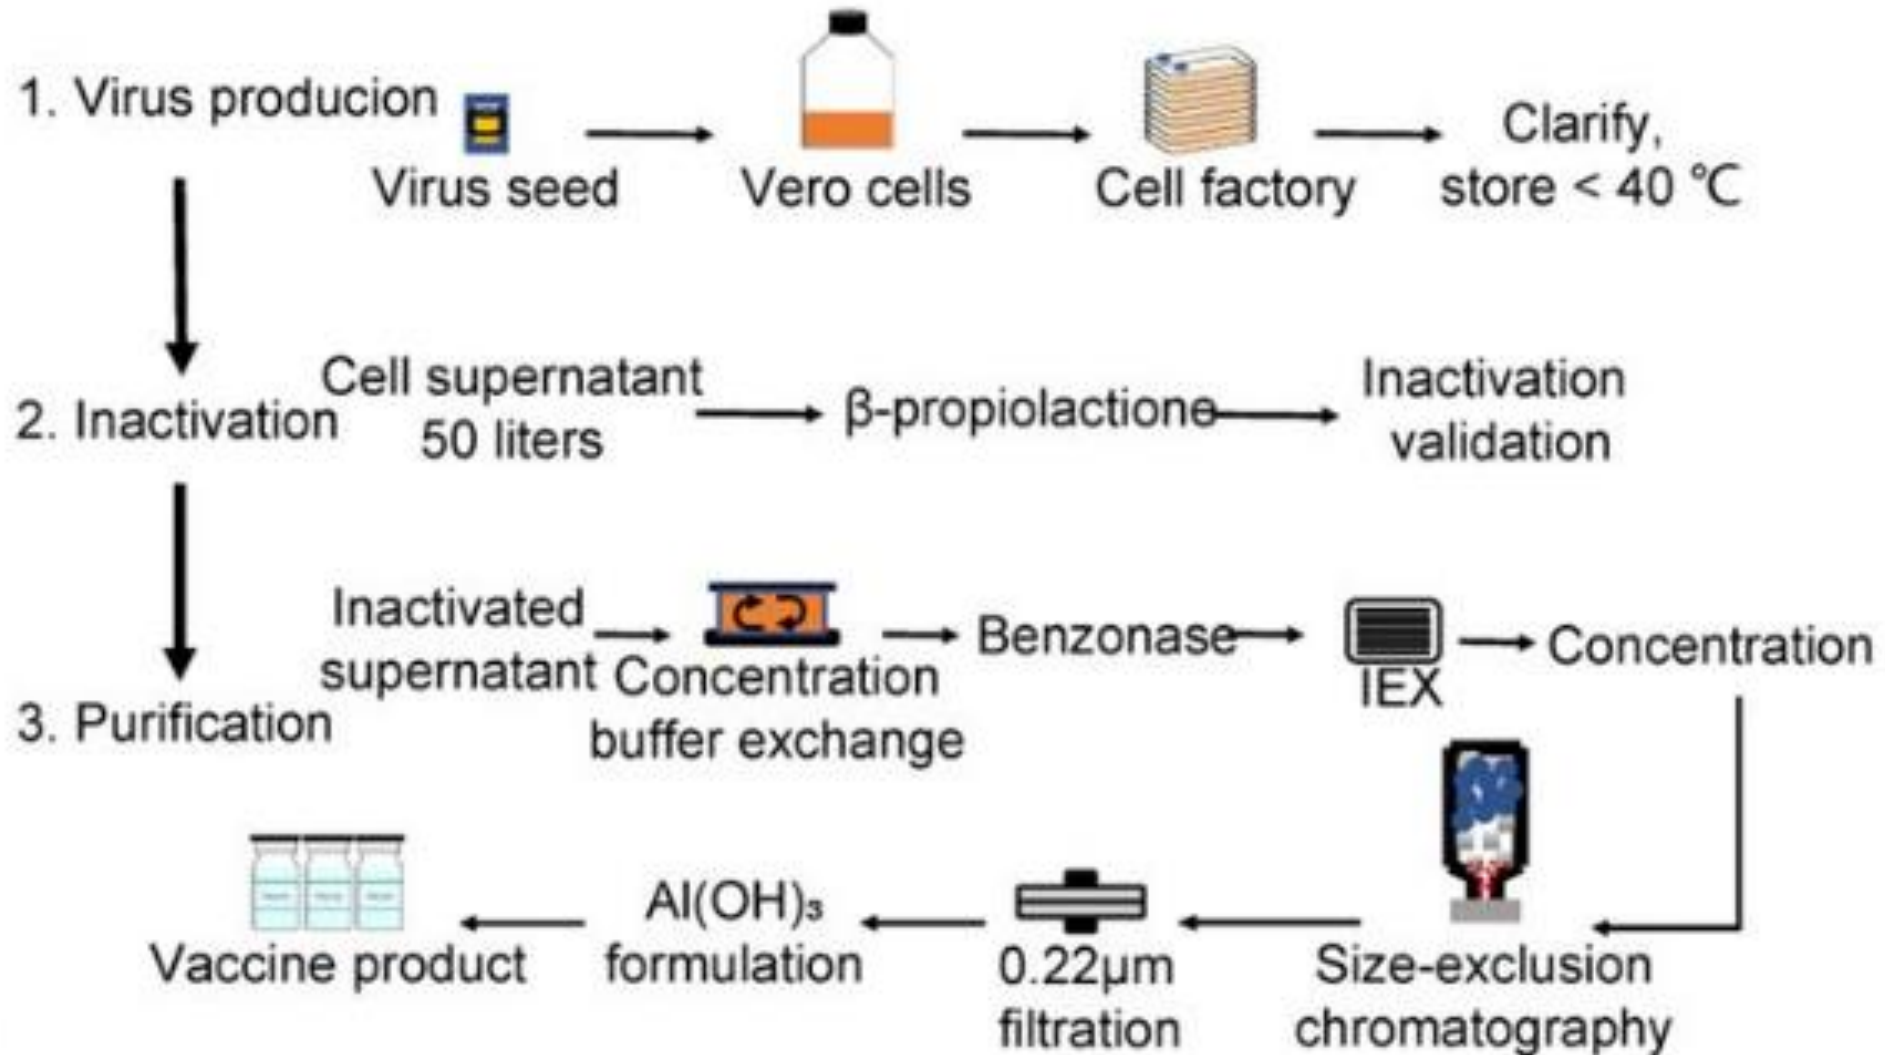 1. Virus producion
Virus seed
Vero cells
Cell factory
Clarify,
store < 40 ℃
2. Inactivation
Cell supernatant
50 liters
β-propiolactione
Inactivation
validation
3. Purification
Inactivated
supernatant
Concentration
buffer exchange
Benzonase
IEX
Concentration
Size-exclusion
chromatography
0.22μm
filtration
Al(OH)₃
formulation
Vaccine product